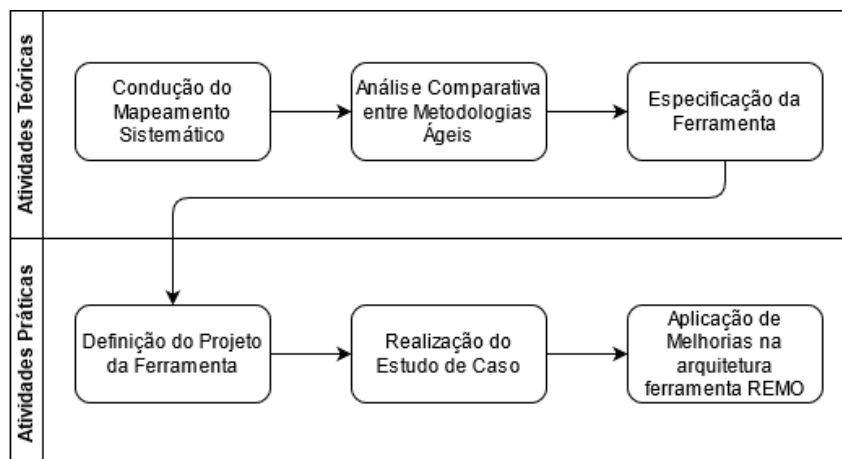 Atividades Teóricas
Condução do
Mapeamento
Sistemático
Análise Comparativa
entre Metodologias
Ágeis
Especificação da
Ferramenta
Atividades Práticas
Definição do Projeto
da Ferramenta
Realização do
Estudo de Caso
Aplicação de
Melhorias na
arquitetura
ferramenta REMO